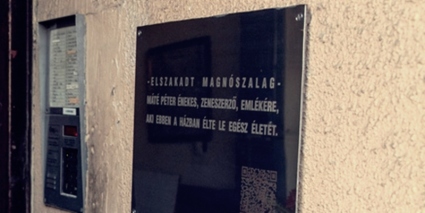 -ELSZAKADT MAGNÓSZALAG-
MÁTÉ PÉTER ÉNEKES, ZENESZERZŐ, EMLÉKÉRE,
AKI EBBEN A HÁZBAN ÉLTE LE EGÉSZ ÉLETÉT.